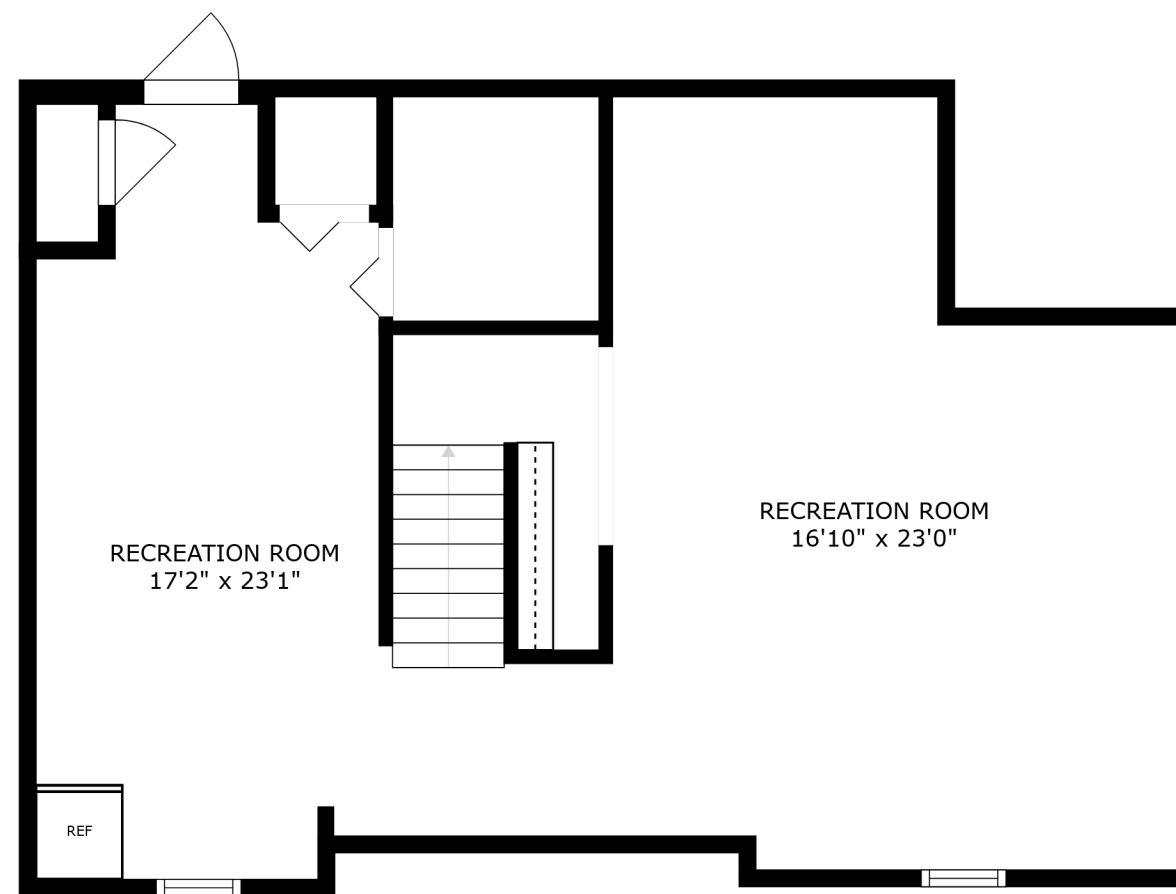 RECREATION ROOM
17'2" x 23'1"
RECREATION ROOM
16'10" x 23'0"
REF